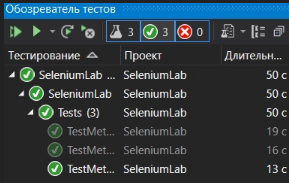 Обозреватель тестов
3 3 0
Тестирование Проект Длительн...
SeleniumLab ... SeleniumLab 50 с
SeleniumLab SeleniumLab 50 с
Tests (3) SeleniumLab 50 с
TestMet... SeleniumLab 19 с
TestMet... SeleniumLab 16 с
TestMet... SeleniumLab 13 с